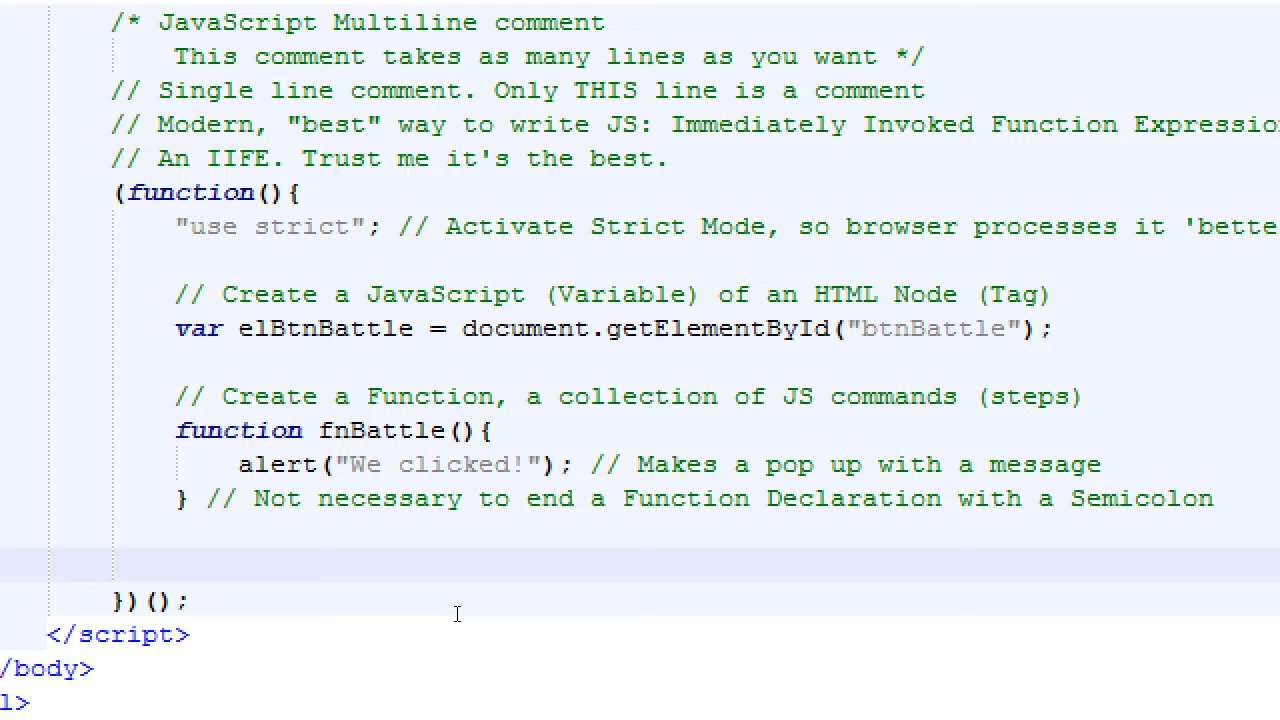 /* JavaScript Multiline comment
This comment takes as many lines as you want */
// Single line comment. Only THIS line is a comment
// Modern, "best" way to write JS: Immediately Invoked Function Expressio
// An IIFE. Trust me it's the best.
(function(){
"use strict"; // Activate Strict Mode, so browser processes it 'bette
// Create a JavaScript (Variable) of an HTML Node (Tag)
var elBtnBattle = document.getElementById("btnBattle");
// Create a Function, a collection of JS commands (steps)
function fnBattle(){
alert("We clicked!"); // Makes a pop up with a message
} // Not necessary to end a Function Declaration with a Semicolon
})();
</script>
/body>
l>